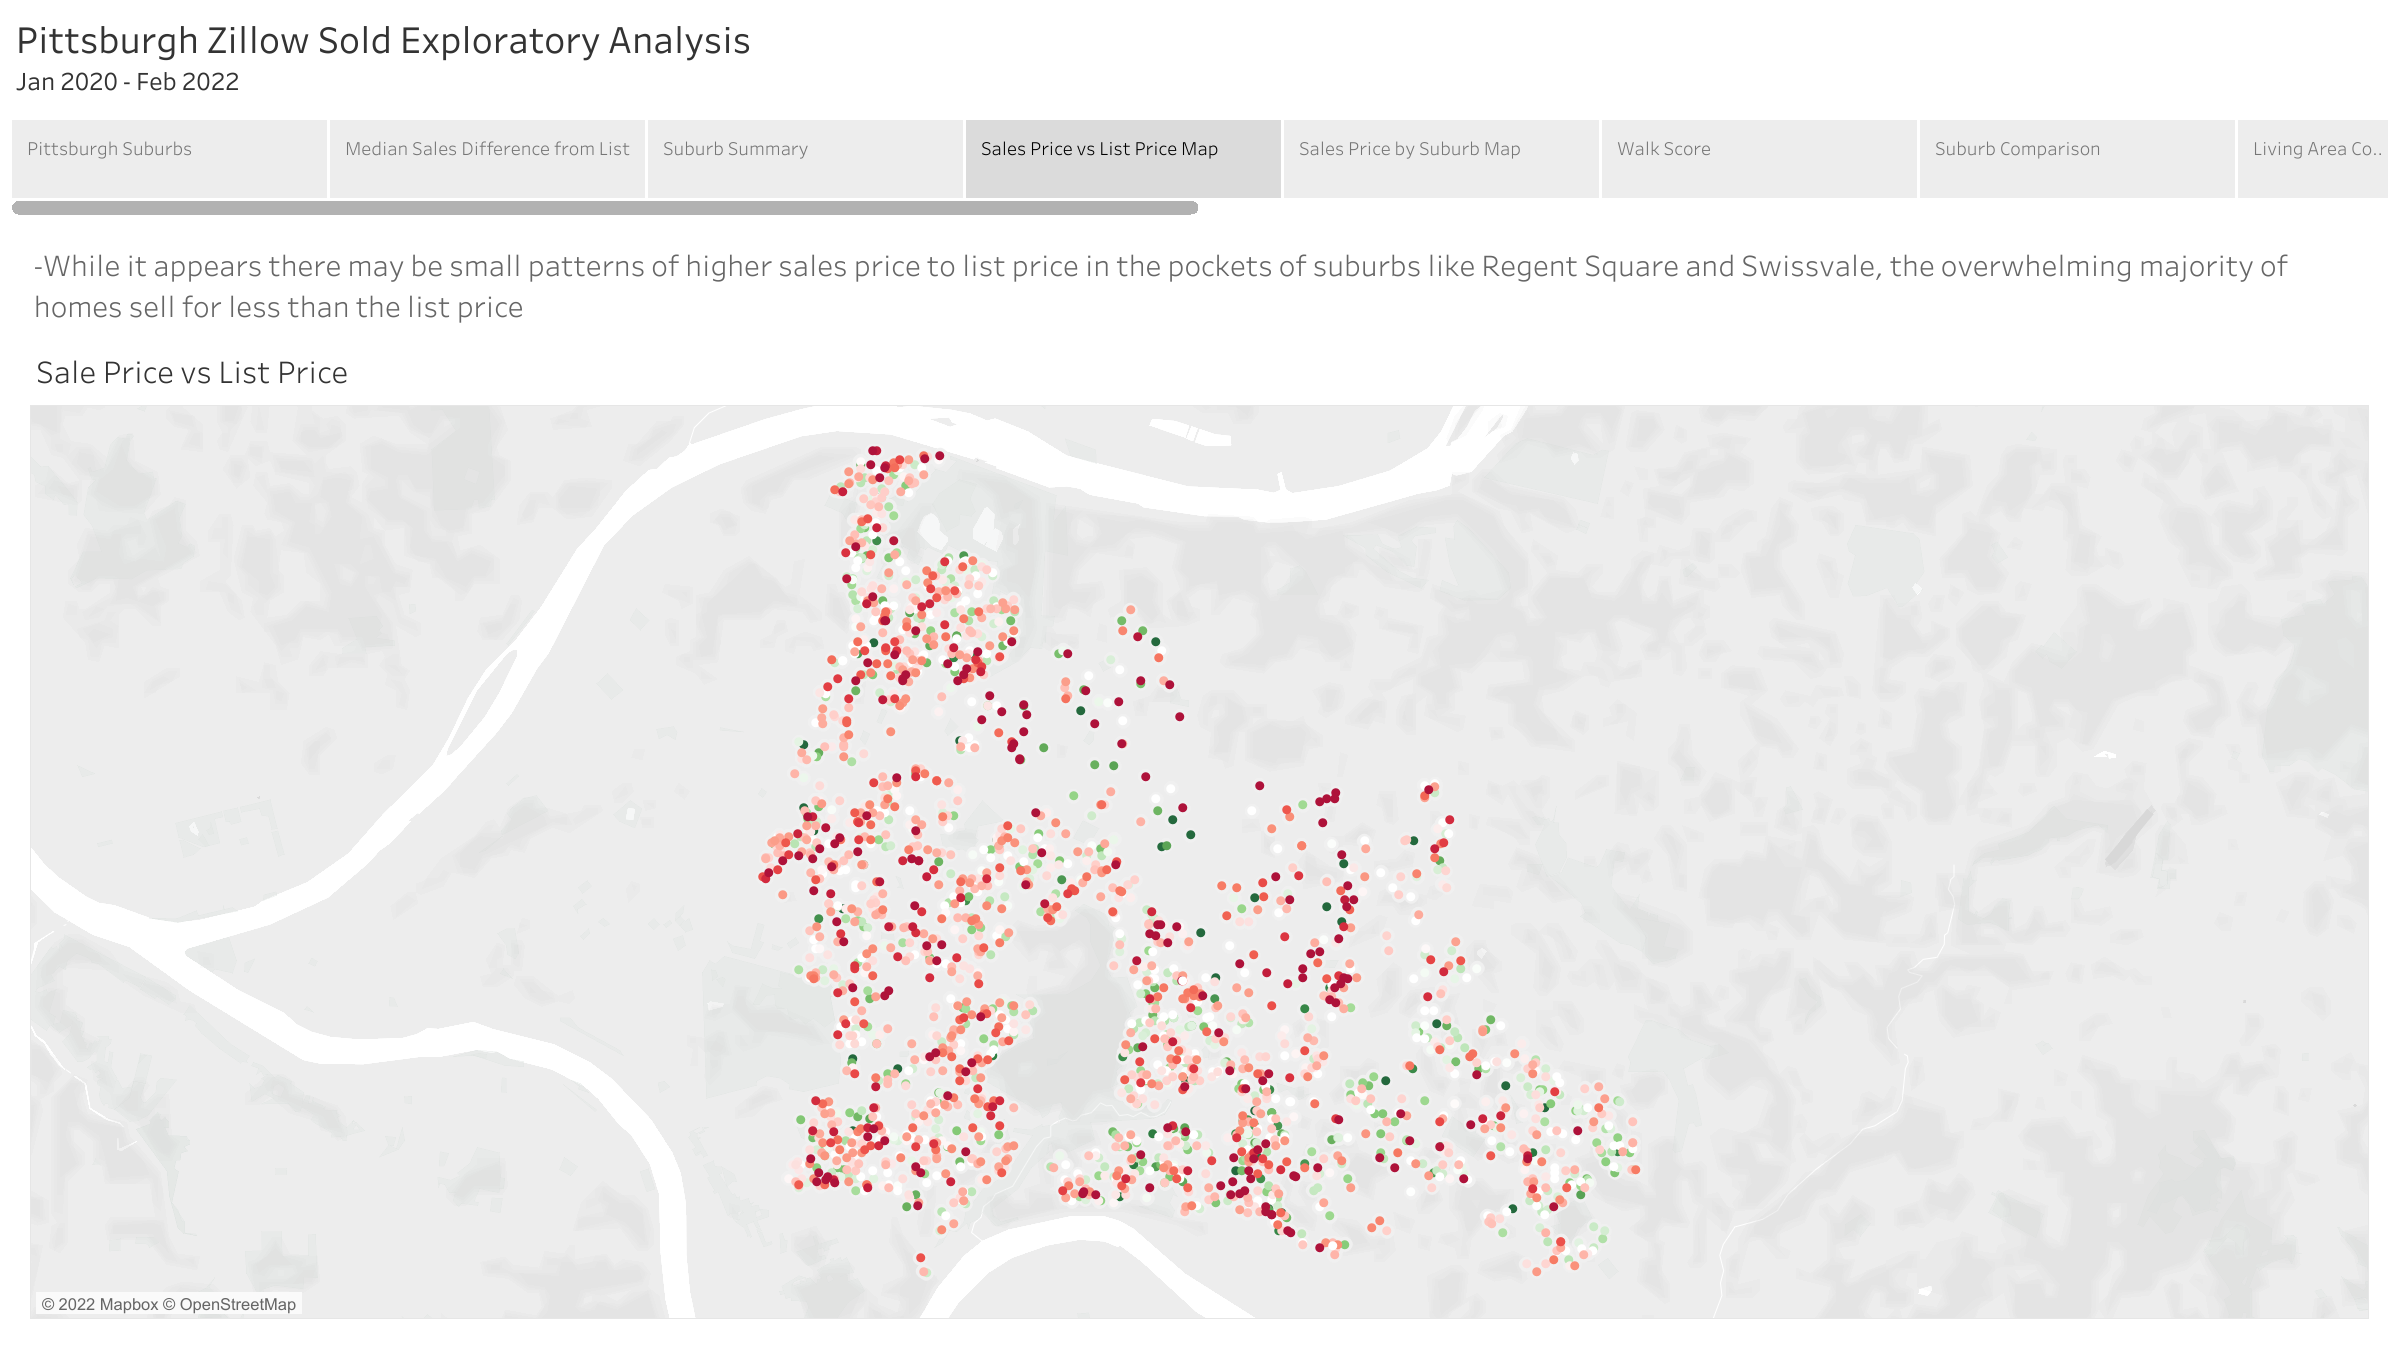 Pittsburgh Zillow Sold Exploratory Analysis
Jan 2020 - Feb 2022
Pittsburgh Suburbs
Median Sales Difference from List
Suburb Summary
Sales Price vs List Price Map
Sales Price by Suburb Map
Walk Score
Suburb Comparison
Living Area Co..
-While it appears there may be small patterns of higher sales price to list price in the pockets of suburbs like Regent Square and Swissvale, the overwhelming majority of
homes sell for less than the list price
Sale Price vs List Price
© 2022 Mapbox © OpenStreetMap